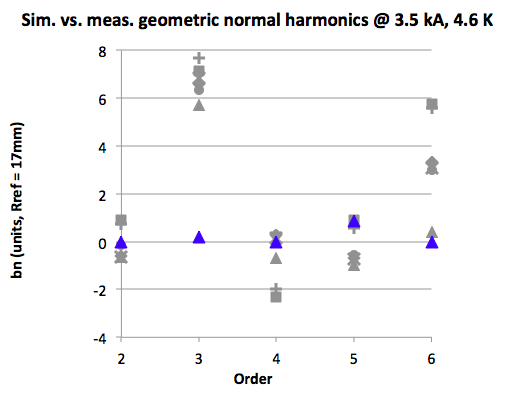 Sim. vs. meas. geometric normal harmonics @ 3.5 kA, 4.6 K
bn (units, Rref = 17mm)
8
6
4
2
0
-2
-4
2 3 4 5 6
Order